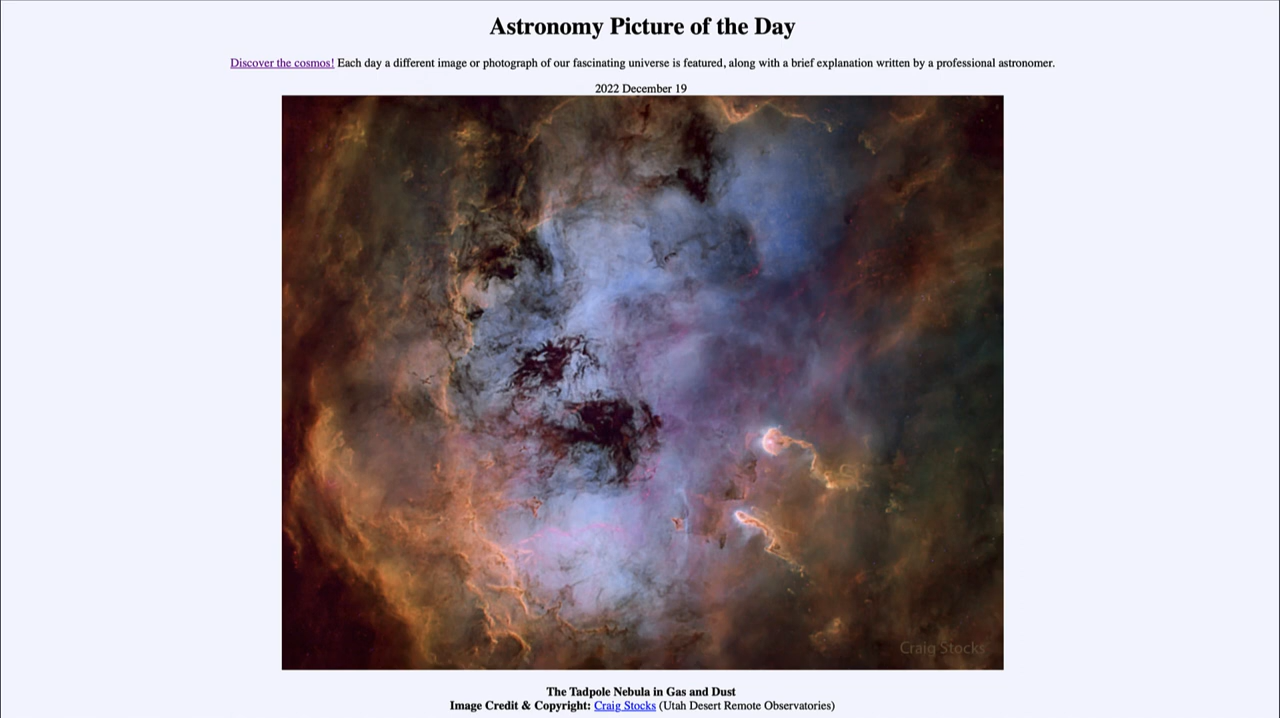 Astronomy Picture of the Day
Discover the cosmos! Each day a different image or photograph of our fascinating universe is featured, along with a brief explanation written by a professional astronomer.
2022 December 19
Craig Stocks
The Tadpole Nebula in Gas and Dust
Image Credit & Copyright: Craig Stocks (Utah Desert Remote Observatories)